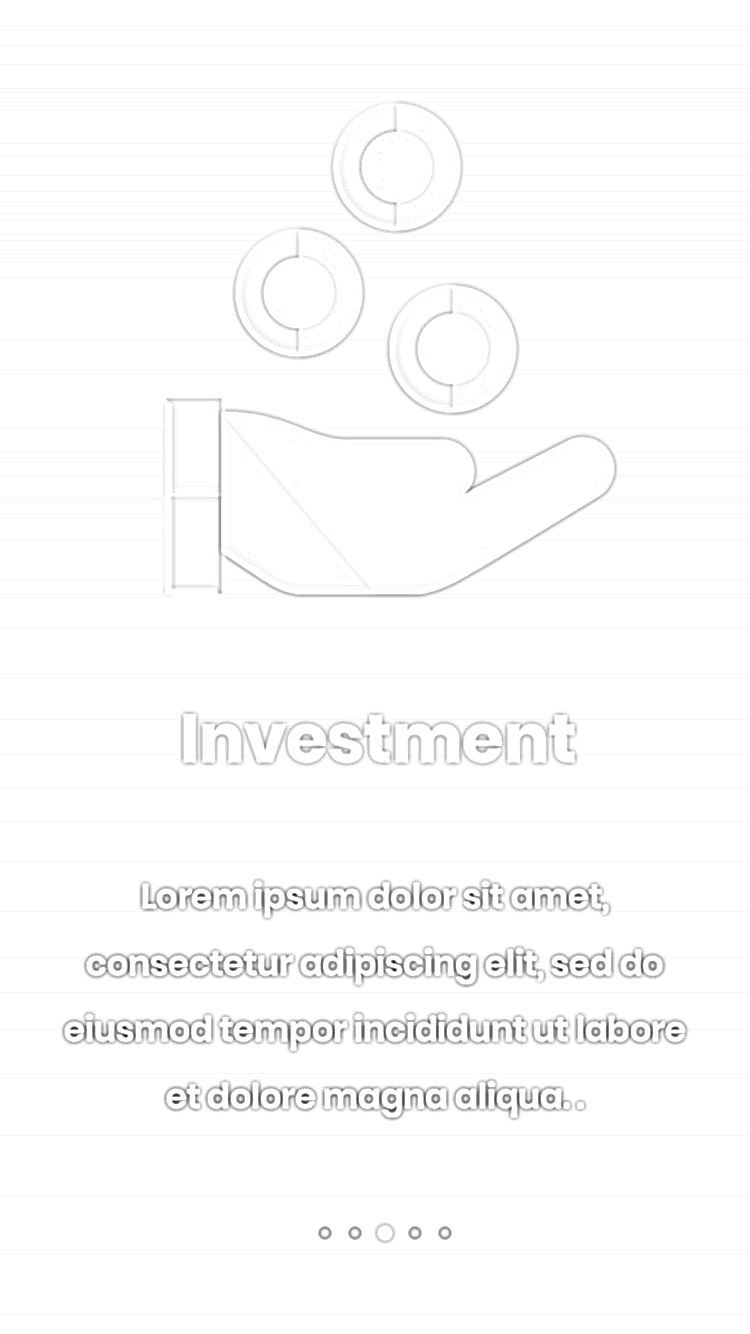 Investment
Lorem ipsum dolor sit amet,
consectetur adipiscing elit, sed do
eiusmod tempor incididunt ut labore
et dolore magna aliqua. .